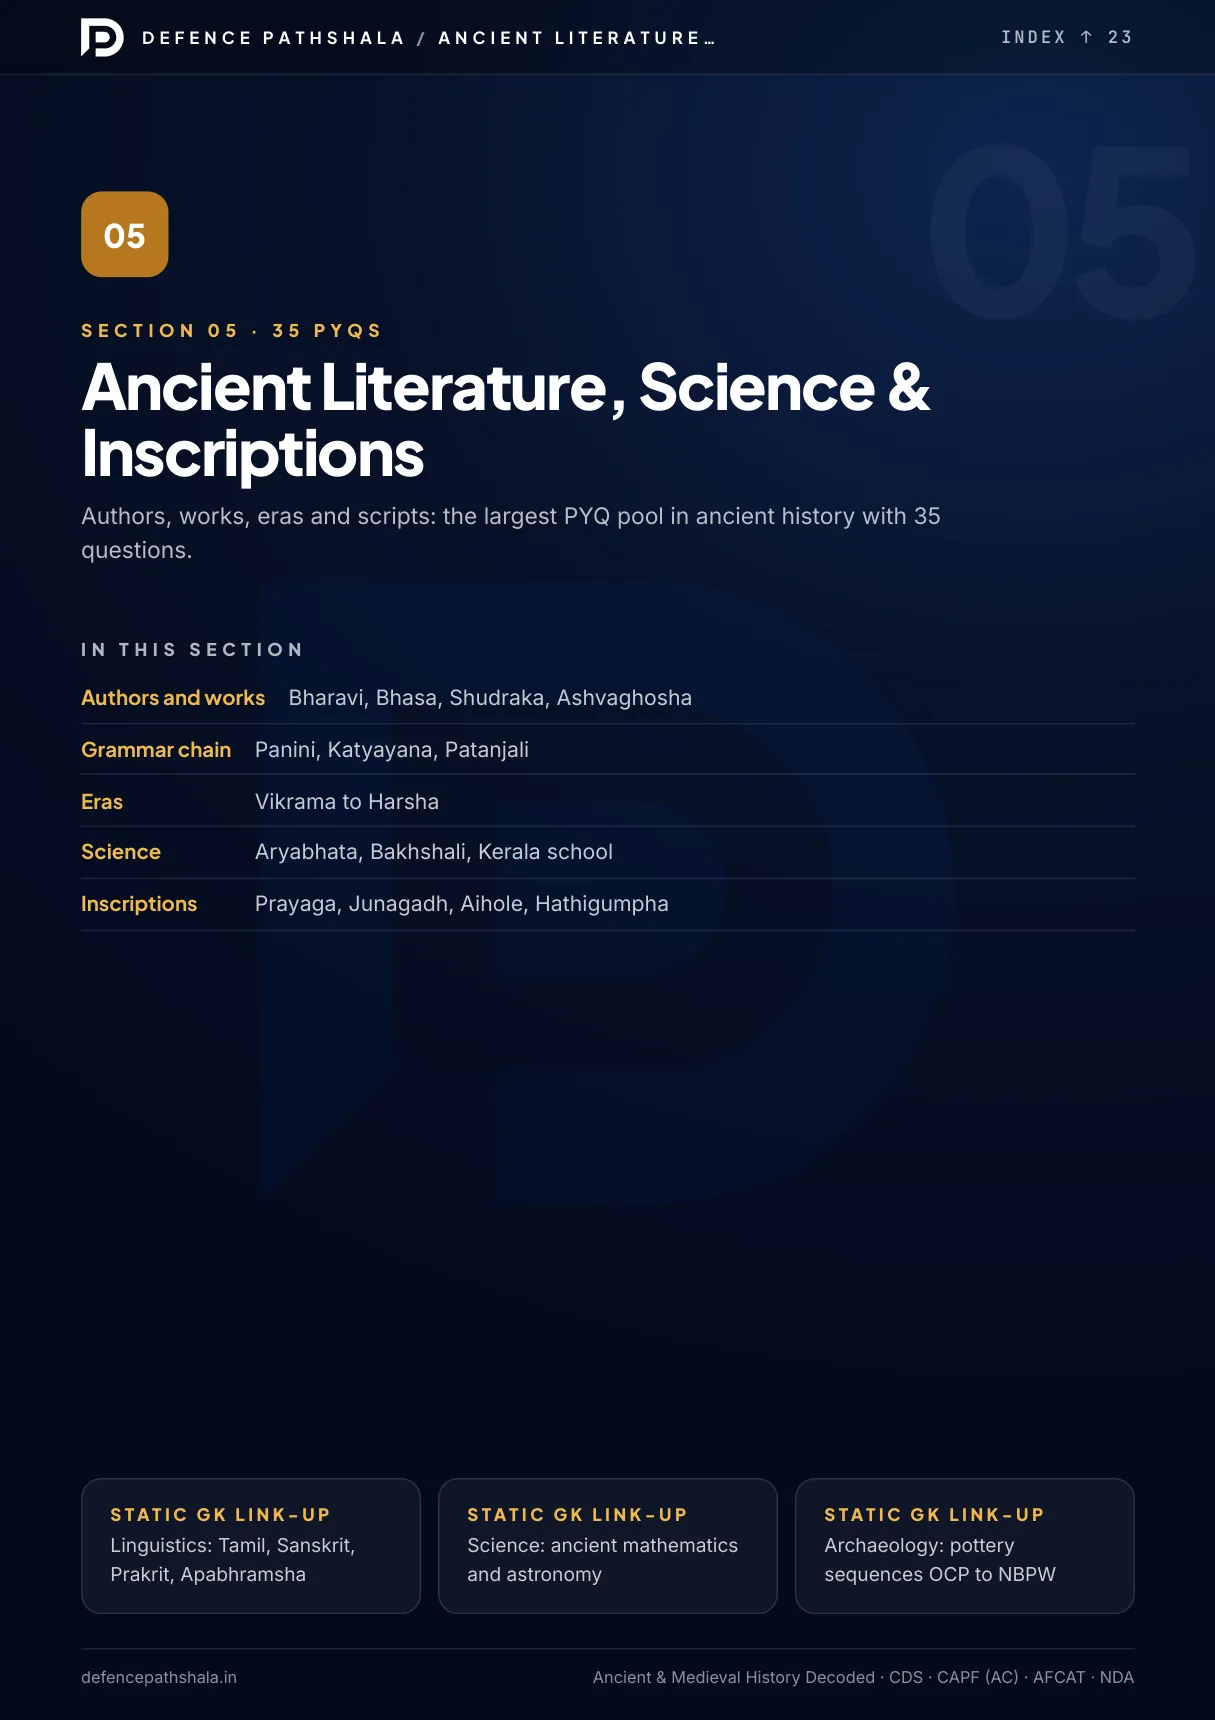 DEFENCE PATHSHALA / ANCIENT LITERATURE…
INDEX ↑ 23
05
05
SECTION 05 · 35 PYQS
Ancient Literature, Science &
Inscriptions
Authors, works, eras and scripts: the largest PYQ pool in ancient history with 35
questions.
IN THIS SECTION
Authors and works Bharavi, Bhasa, Shudraka, Ashvaghosha
Grammar chain Panini, Katyayana, Patanjali
Eras Vikrama to Harsha
Science Aryabhata, Bakhshali, Kerala school
Inscriptions Prayaga, Junagadh, Aihole, Hathigumpha
STATIC GK LINK-UP
Linguistics: Tamil, Sanskrit,
Prakrit, Apabhramsha
STATIC GK LINK-UP
Science: ancient mathematics
and astronomy
STATIC GK LINK-UP
Archaeology: pottery
sequences OCP to NBPW
defencepathshala.in
Ancient & Medieval History Decoded · CDS · CAPF (AC) · AFCAT · NDA